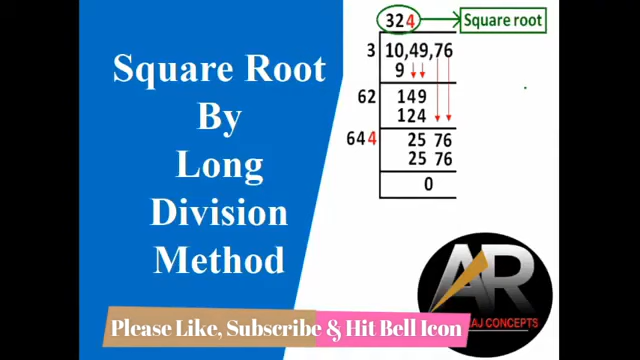 Square Root
By
Long
Division
Method
324
Square root
3
10,49,76
9
62
149
124
644
25 76
25 76
0
AR
AJ CONCEPTS
Please Like, Subscribe & Hit Bell Icon